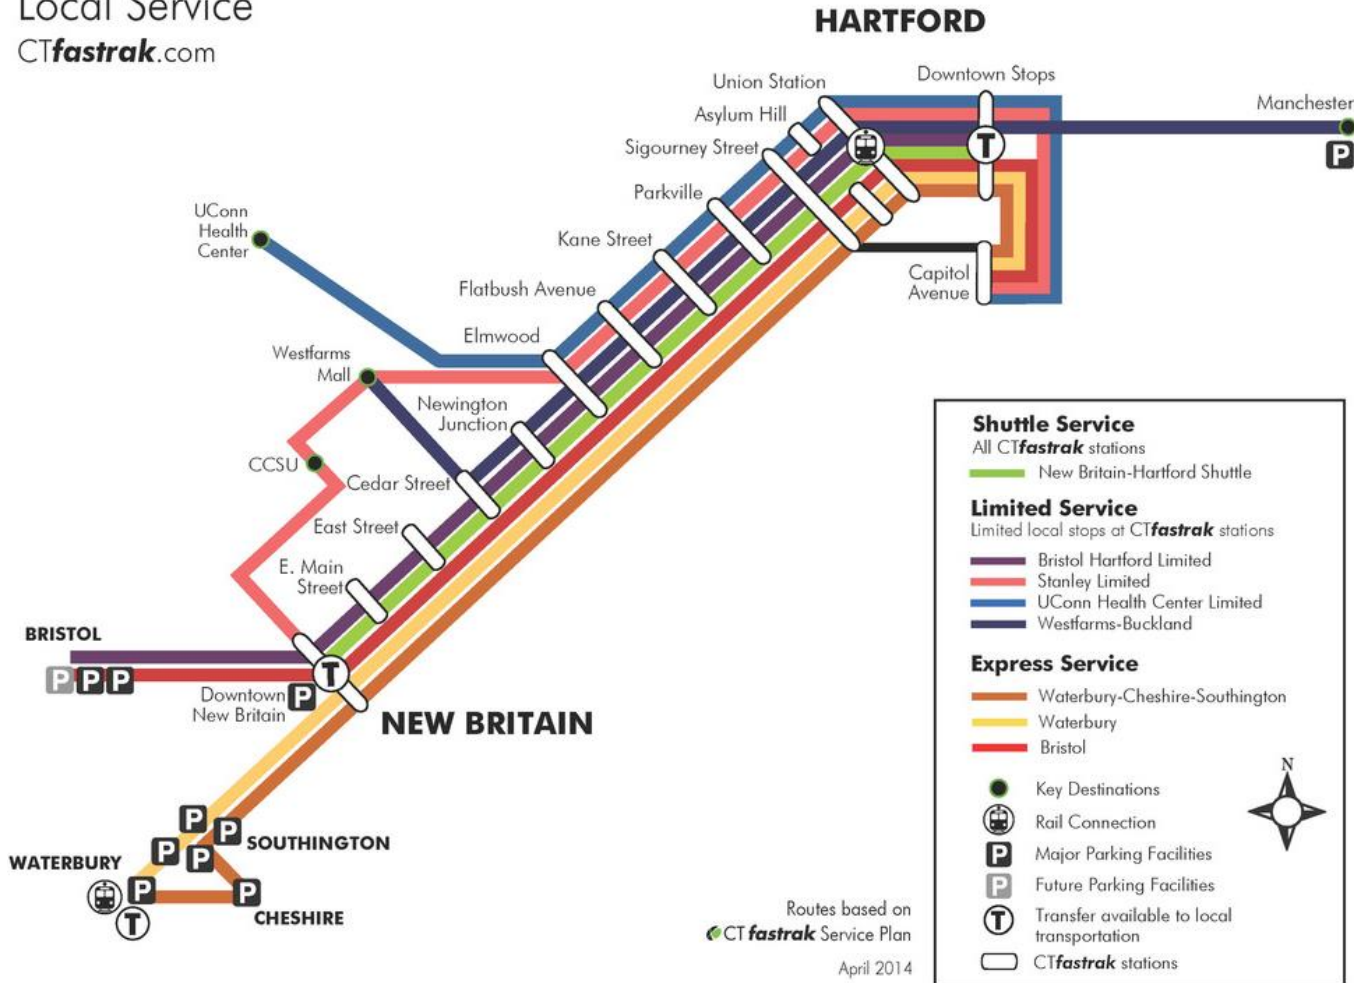 Local Service
CTfastrak.com
HARTFORD
Union Station
Downtown Stops
Asylum Hill
Manchester
Sigourney Street
P
T
Parkville
UConn
Health
Center
Kane Street
Capitol
Avenue
Flatbush Avenue
Elmwood
Westfarms
Mall
Newington
Junction
CCSU
Cedar Street
East Street
E. Main
Street
BRISTOL
P P P
T
Downtown
New Britain
P
NEW BRITAIN
P
P
SOUTHINGTON
P
P
WATERBURY
P
P
CHESHIRE
T
Shuttle Service
All CTfastrak stations
New Britain-Hartford Shuttle
Limited Service
Limited local stops at CTfastrak stations
Bristol Hartford Limited
Stanley Limited
UConn Health Center Limited
Westfarms-Buckland
Express Service
Waterbury-Cheshire-Southington
Waterbury
Bristol
N
Key Destinations
Rail Connection
P Major Parking Facilities
P Future Parking Facilities
T Transfer available to local
transportation
CTfastrak stations
Routes based on
CTfastrak Service Plan
April 2014